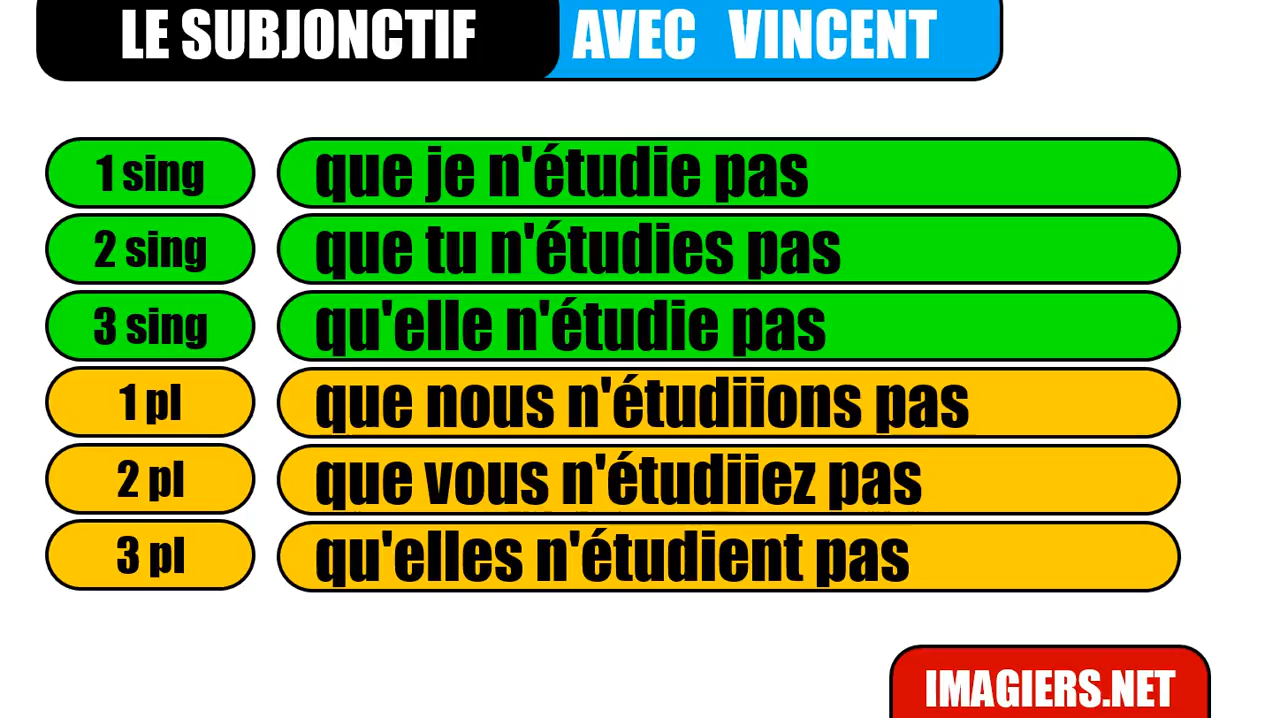 LE SUBJONCTIF AVEC VINCENT
1 sing que je n'étudie pas
2 sing que tu n'étudies pas
3 sing qu'elle n'étudie pas
1 pl que nous n'étudiions pas
2 pl que vous n'étudiiez pas
3 pl qu'elles n'étudient pas
IMAGIERS.NET